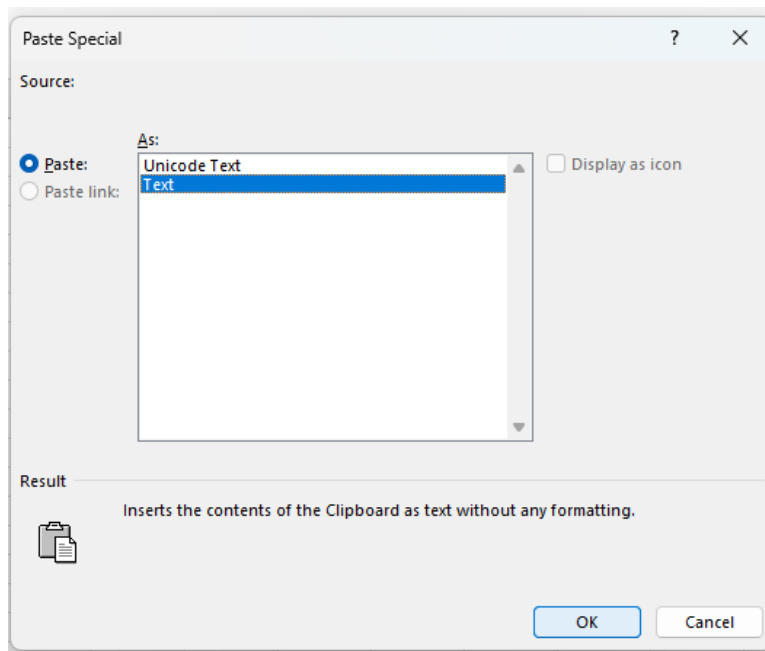 Paste Special ?
Source:
As:
Paste: Unicode Text Display as icon
Paste link: Text
Result
Inserts the contents of the Clipboard as text without any formatting.
OK Cancel